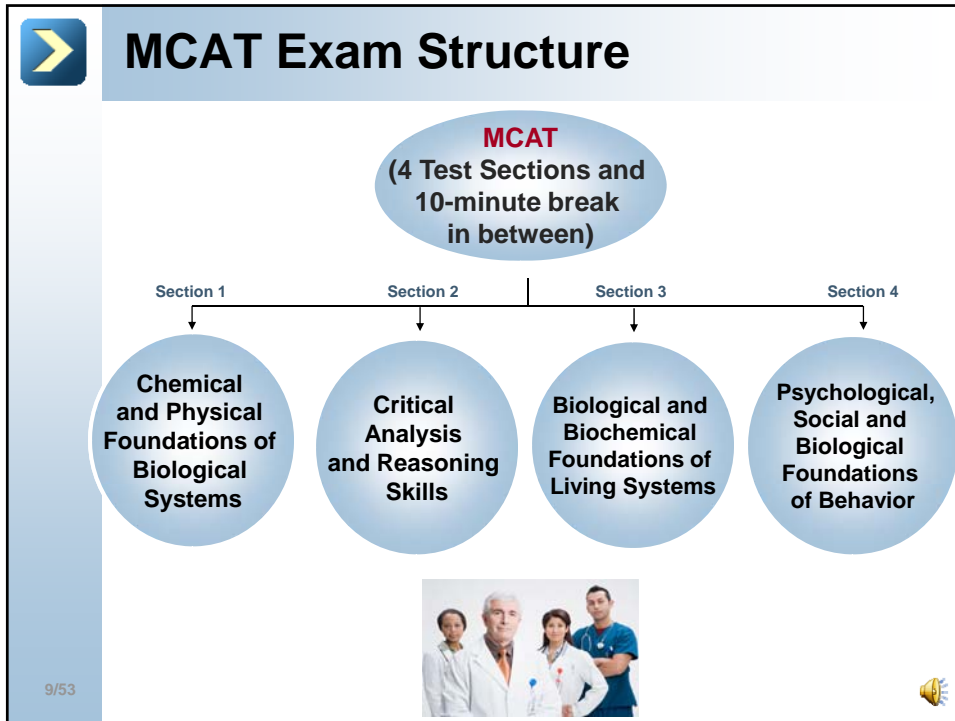 MCAT Exam Structure
MCAT
(4 Test Sections and
10-minute break
in between)
Section 1
Section 2
Section 3
Section 4
Chemical
and Physical
Foundations of
Biological
Systems
Critical
Analysis
and Reasoning
Skills
Biological and
Biochemical
Foundations of
Living Systems
Psychological,
Social and
Biological
Foundations
of Behavior
9/53